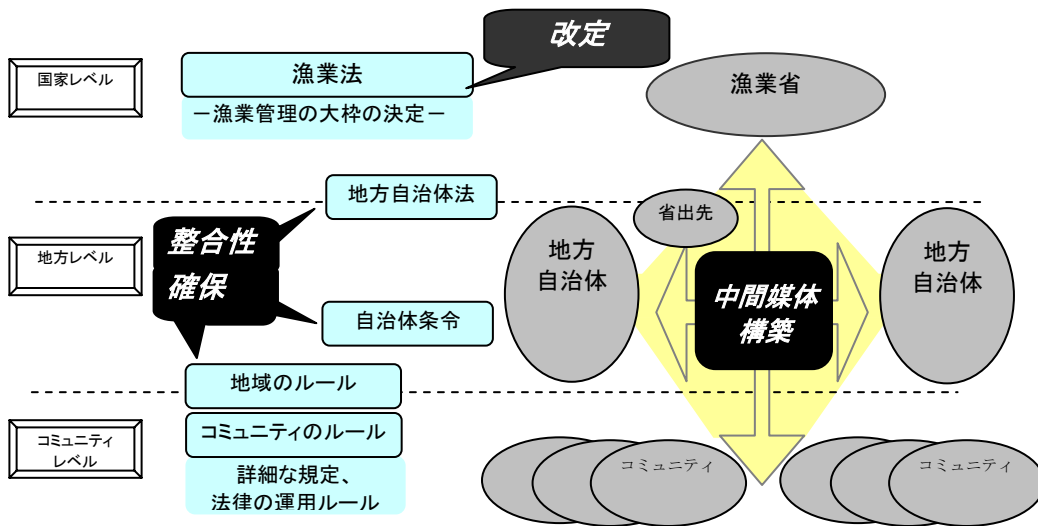 改定
国家レベル
漁業法
－漁業管理の大枠の決定－
漁業省
地方自治体法
省出先
地方レベル
整合性
確保
地方
自治体
中間媒体
構築
地方
自治体
自治体条令
地域のルール
コミュニティ
レベル
コミュニティのルール
詳細な規定、
法律の運用ルール
コミュニティ
コミュニティ